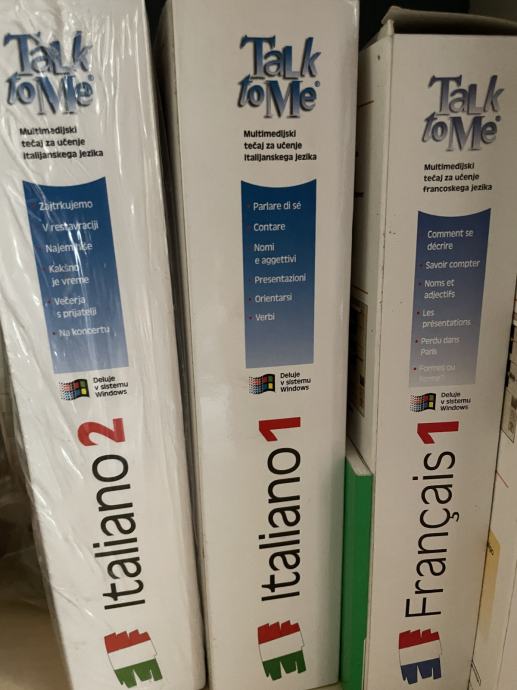 Talk
to Me
Multimedijski
tečaj za učenje
italijanskega jezika
Zajtrkujemo
V restavraciji
Kakšno
je vreme
Večerja
s prijatelji
Na koncertu
Deluje
v sistemu
Windows
Italiano 2
Talk
to Me
Multimedijski
tečaj za učenje
italijanskega jezika
Parlare di sé
Contare
Nomi
e aggettivi
Presentazioni
Orientarsi
Verbi
Deluje
v sistemu
Windows
Italiano 1
Talk
to Me
Multimedijski
tečaj za učenje
francoskega jezika
Comment se
décrire
Savoir compter
Noms et
adjectifs
Les
présentations
Perdu dans
Paris
Formes ou
Deluje
v sistemu
Windows
Français 1